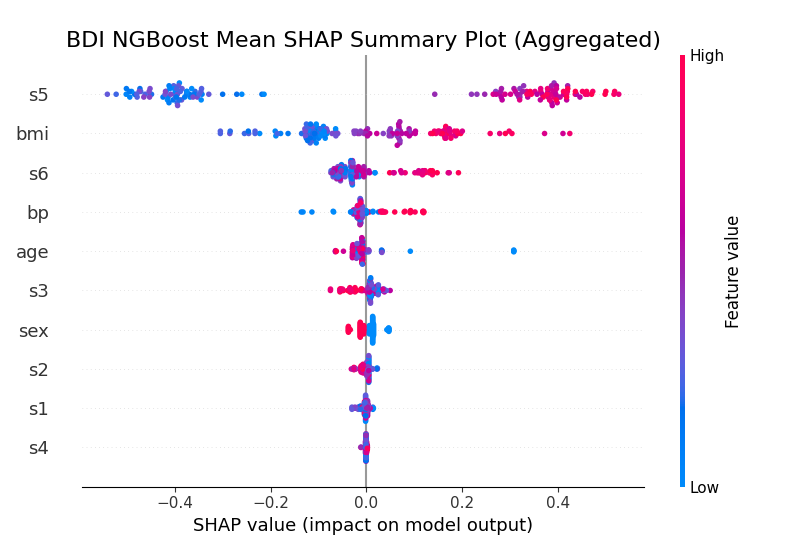 BDI NGBoost Mean SHAP Summary Plot (Aggregated)
High
s5
bmi
s6
bp
age
s3
sex
s2
s1
s4
Feature value
Low
−0.4
−0.2
0.0
0.2
0.4
SHAP value (impact on model output)